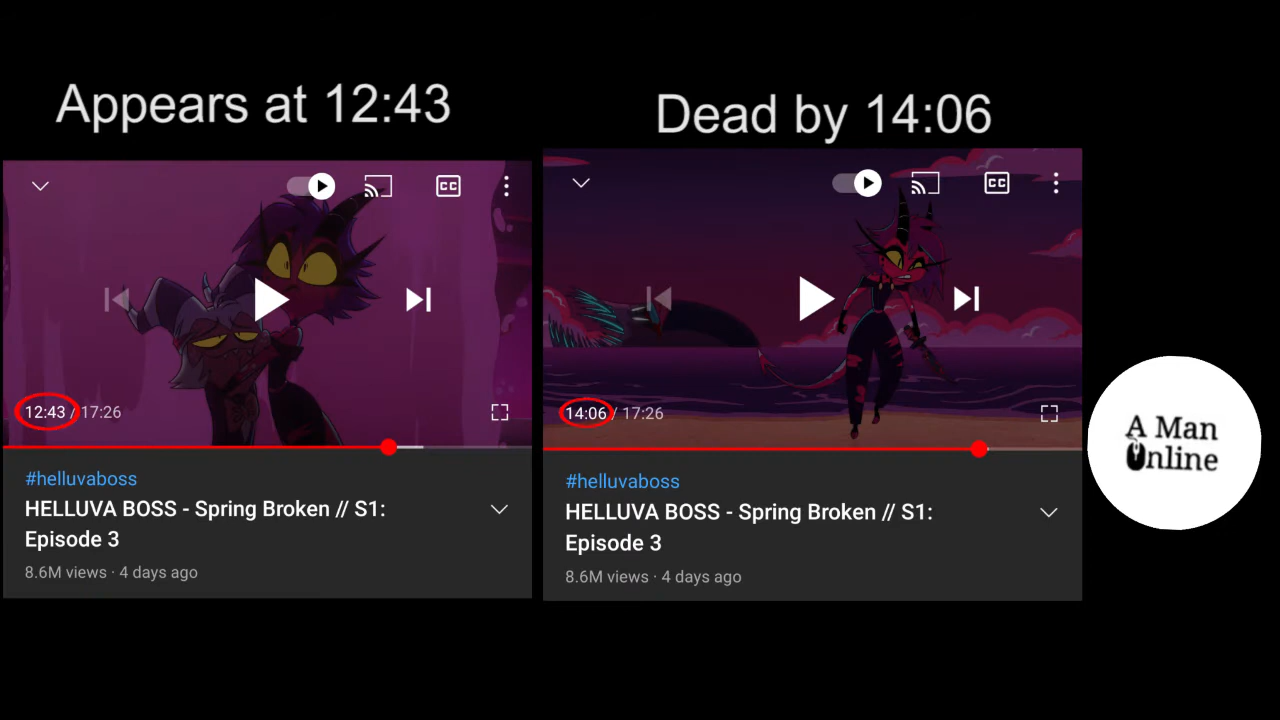 Appears at 12:43
Dead by 14:06
CC
12:43 / 17:26
#helluvaboss
HELLUVA BOSS - Spring Broken // S1:
Episode 3
8.6M views · 4 days ago
CC
14:06 / 17:26
#helluvaboss
HELLUVA BOSS - Spring Broken // S1:
Episode 3
8.6M views · 4 days ago
A Man
Online